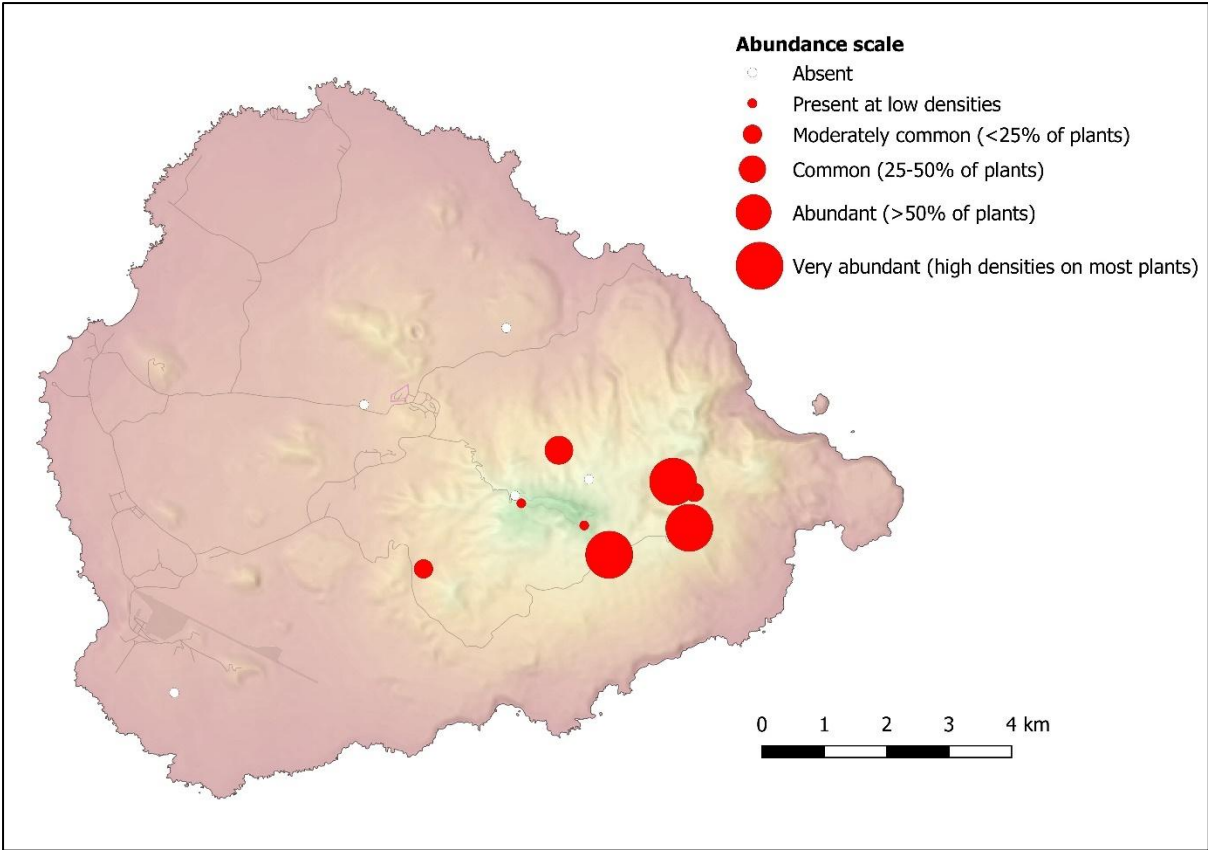 Abundance scale
Absent
Present at low densities
Moderately common (<25% of plants)
Common (25-50% of plants)
Abundant (>50% of plants)
Very abundant (high densities on most plants)
0 1 2 3 4 km